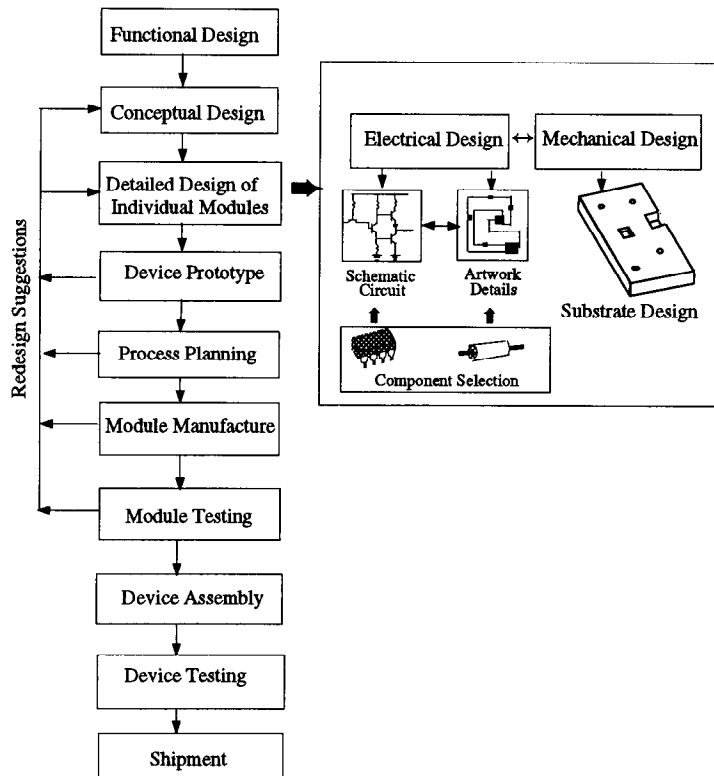 Functional Design
Conceptual Design
Detailed Design of
Individual Modules
Device Prototype
Process Planning
Module Manufacture
Module Testing
Device Assembly
Device Testing
Shipment
Redesign Suggestions
Electrical Design
Mechanical Design
Schematic
Circuit
Artwork
Details
Substrate Design
Component Selection